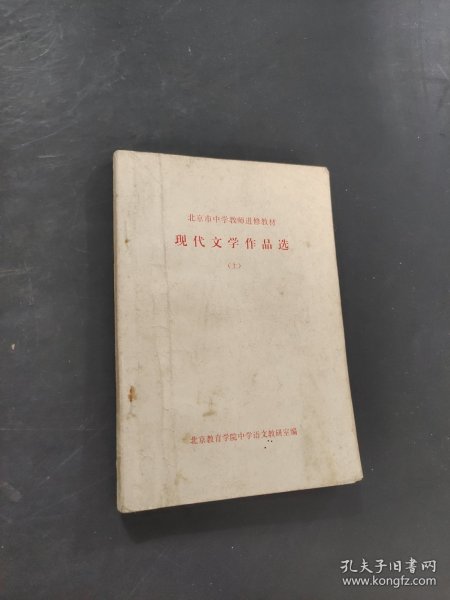 北京市中学教师进修教材
现代文学作品选
(上)
北京教育学院中学语文教研室编
孔夫子旧书网
www.kongfz.com